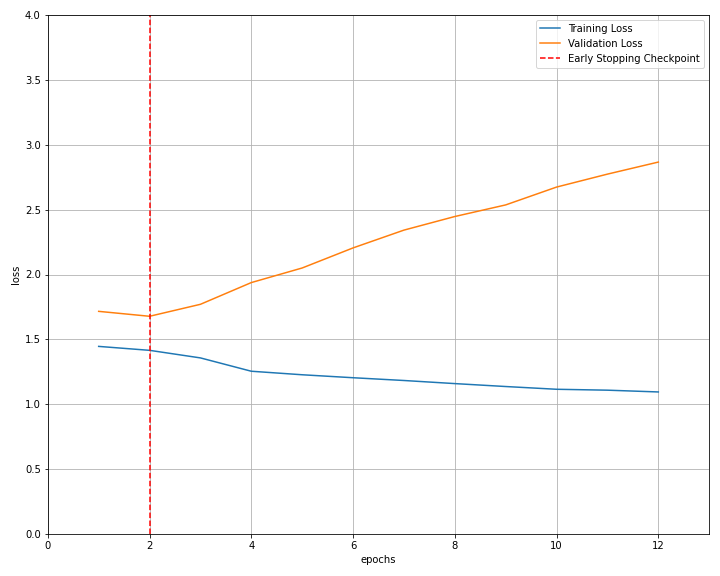 Training Loss
Validation Loss
Early Stopping Checkpoint
4.0
3.5
3.0
2.5
2.0
1.5
1.0
0.5
0.0
loss
0 2 4 6 8 10 12
epochs